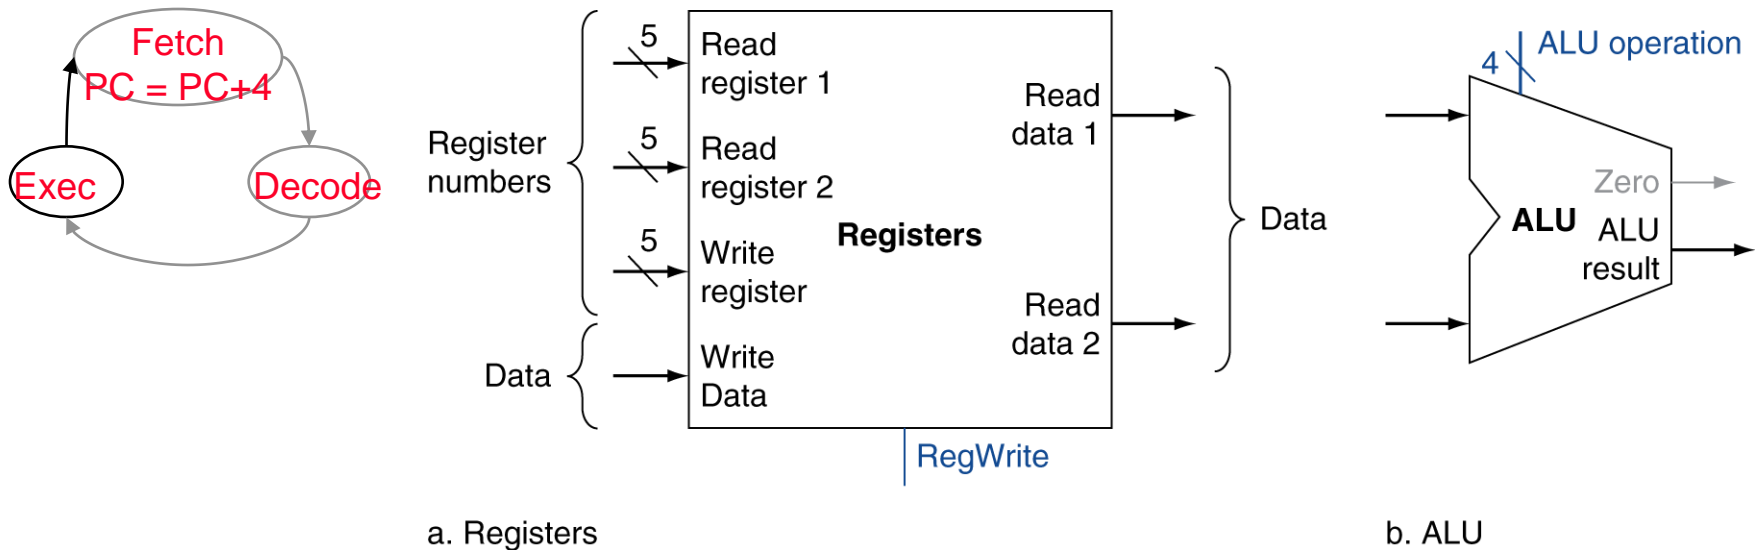 Fetch
PC = PC+4
Exec
Decode
Register
numbers
Data
5
Read
register 1
5
Read
register 2
5
Write
register
Write
Data
Registers
Read
data 1
Read
data 2
RegWrite
Data
4
ALU operation
Zero
ALU
ALU
result
a. Registers
b. ALU